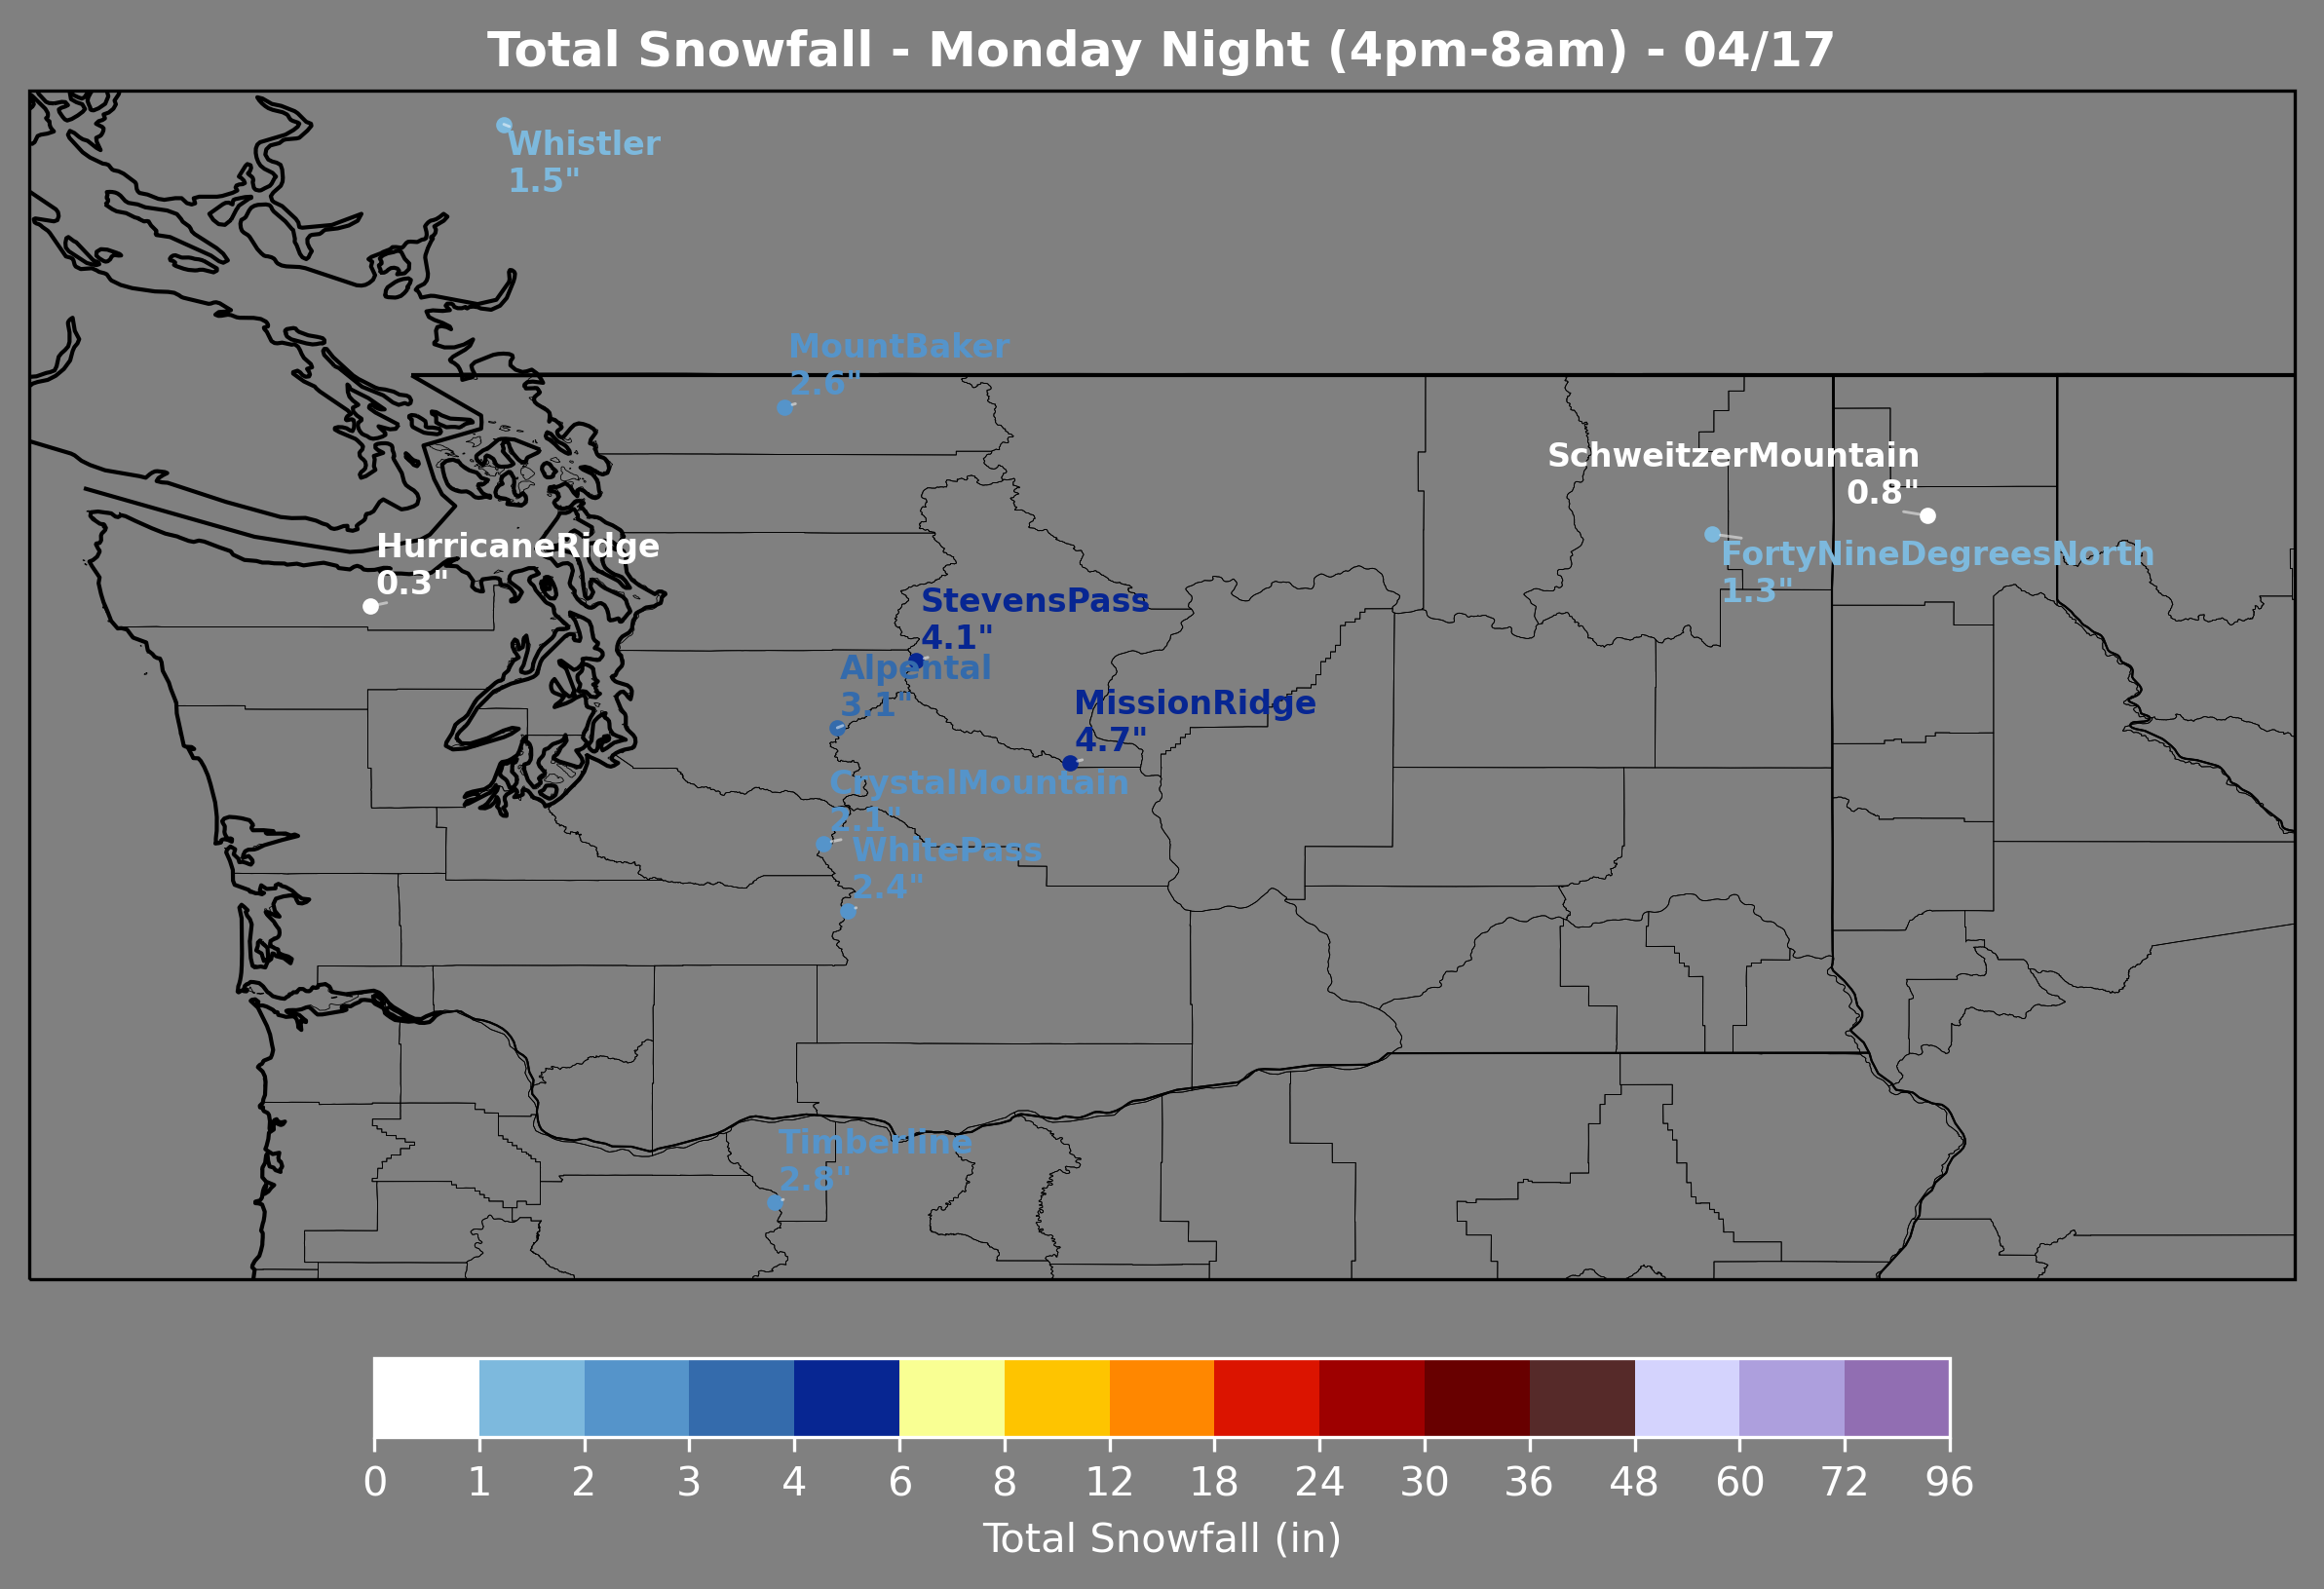 Total Snowfall - Monday Night (4pm-8am) - 04/17
Whistler
1.5"
MountBaker
2.6"
SchweitzerMountain
0.8"
HurricaneRidge
0.3"
FortyNineDegreesNorth
1.3"
StevensPass
4.1"
Alpental
3.1"
MissionRidge
4.7"
CrystalMountain
2.1"
WhitePass
2.4"
Timberline
2.8"
0 1 2 3 4 6 8 12 18 24 30 36 48 60 72 96
Total Snowfall (in)